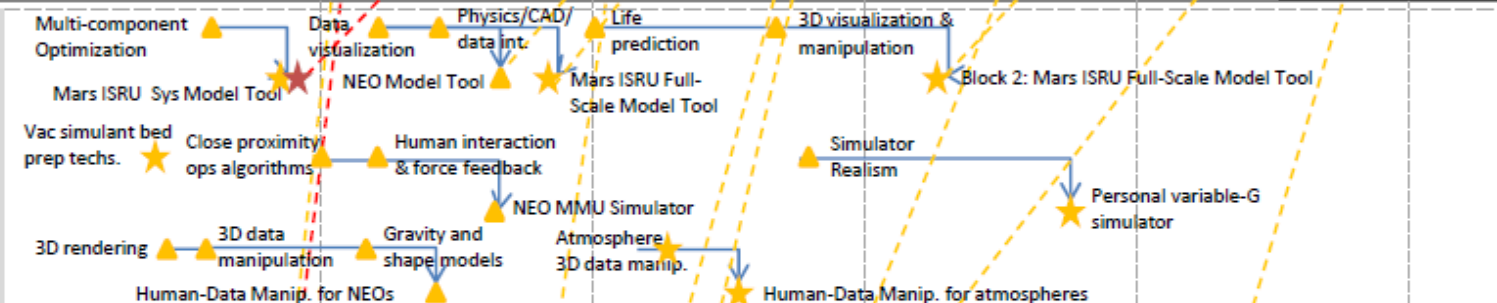 Multi-component
Optimization
Mars ISRU  Sys Model Tool
Data
visualization
Physics/CAD/
data int.
NEO Model Tool
Life
prediction
Mars ISRU Full-
Scale Model Tool
3D visualization &
manipulation
Block 2: Mars ISRU Full-Scale Model Tool
Vac simulant bed
prep techs.
Close proximity
ops algorithms
Human interaction
& force feedback
NEO MMU Simulator
Simulator
Realism
Personal variable-G
simulator
3D rendering
3D data
manipulation
Gravity and
shape models
Human-Data Manip. for NEOs
Atmosphere
3D data manip.
Human-Data Manip. for atmospheres